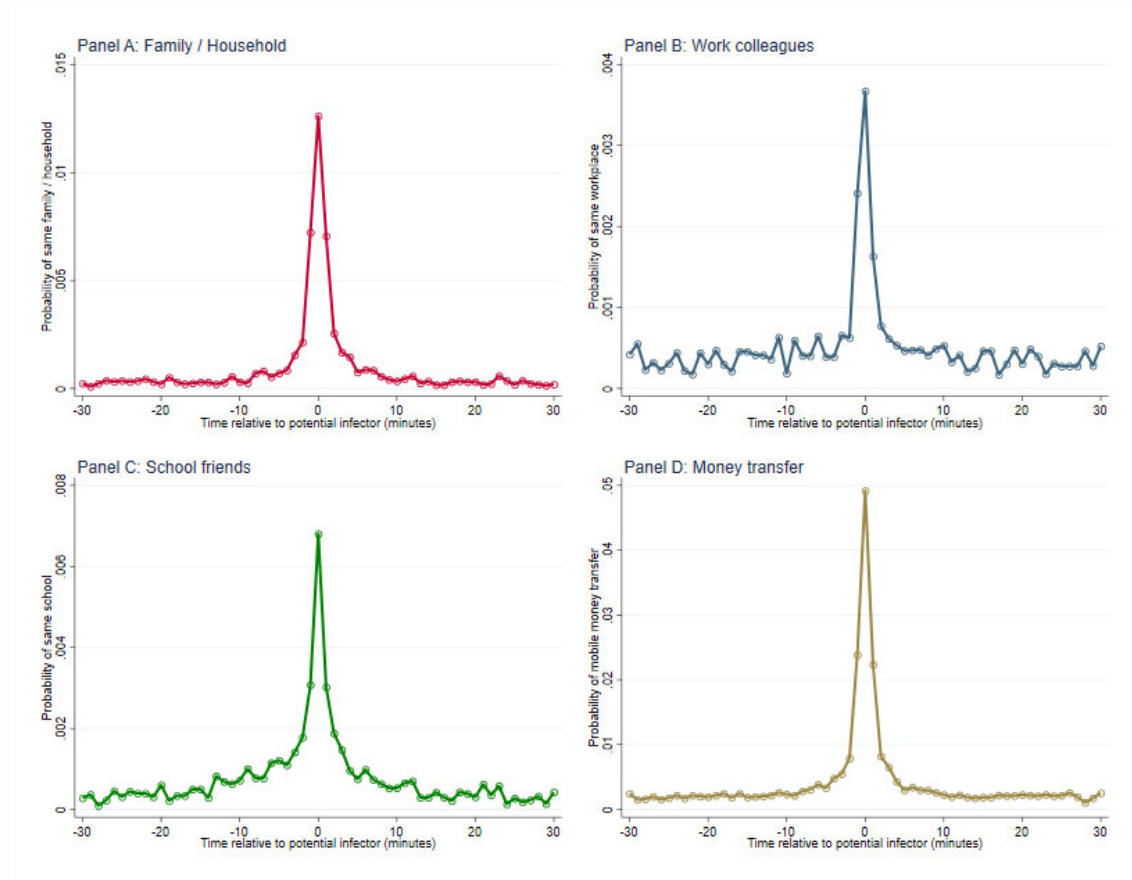 Panel A: Family / Household
Probability of same family / household
.015
.01
.005
0
-30 -20 -10 0 10 20 30
Time relative to potential infector (minutes)
Panel B: Work colleagues
Probability of same workplace
.004
.003
.002
.001
0
-30 -20 -10 0 10 20 30
Time relative to potential infector (minutes)
Panel C: School friends
Probability of same school
.008
.006
.004
.002
0
-30 -20 -10 0 10 20 30
Time relative to potential infector (minutes)
Panel D: Money transfer
Probability of mobile money transfer
.05
.04
.03
.02
.01
0
-30 -20 -10 0 10 20 30
Time relative to potential infector (minutes)